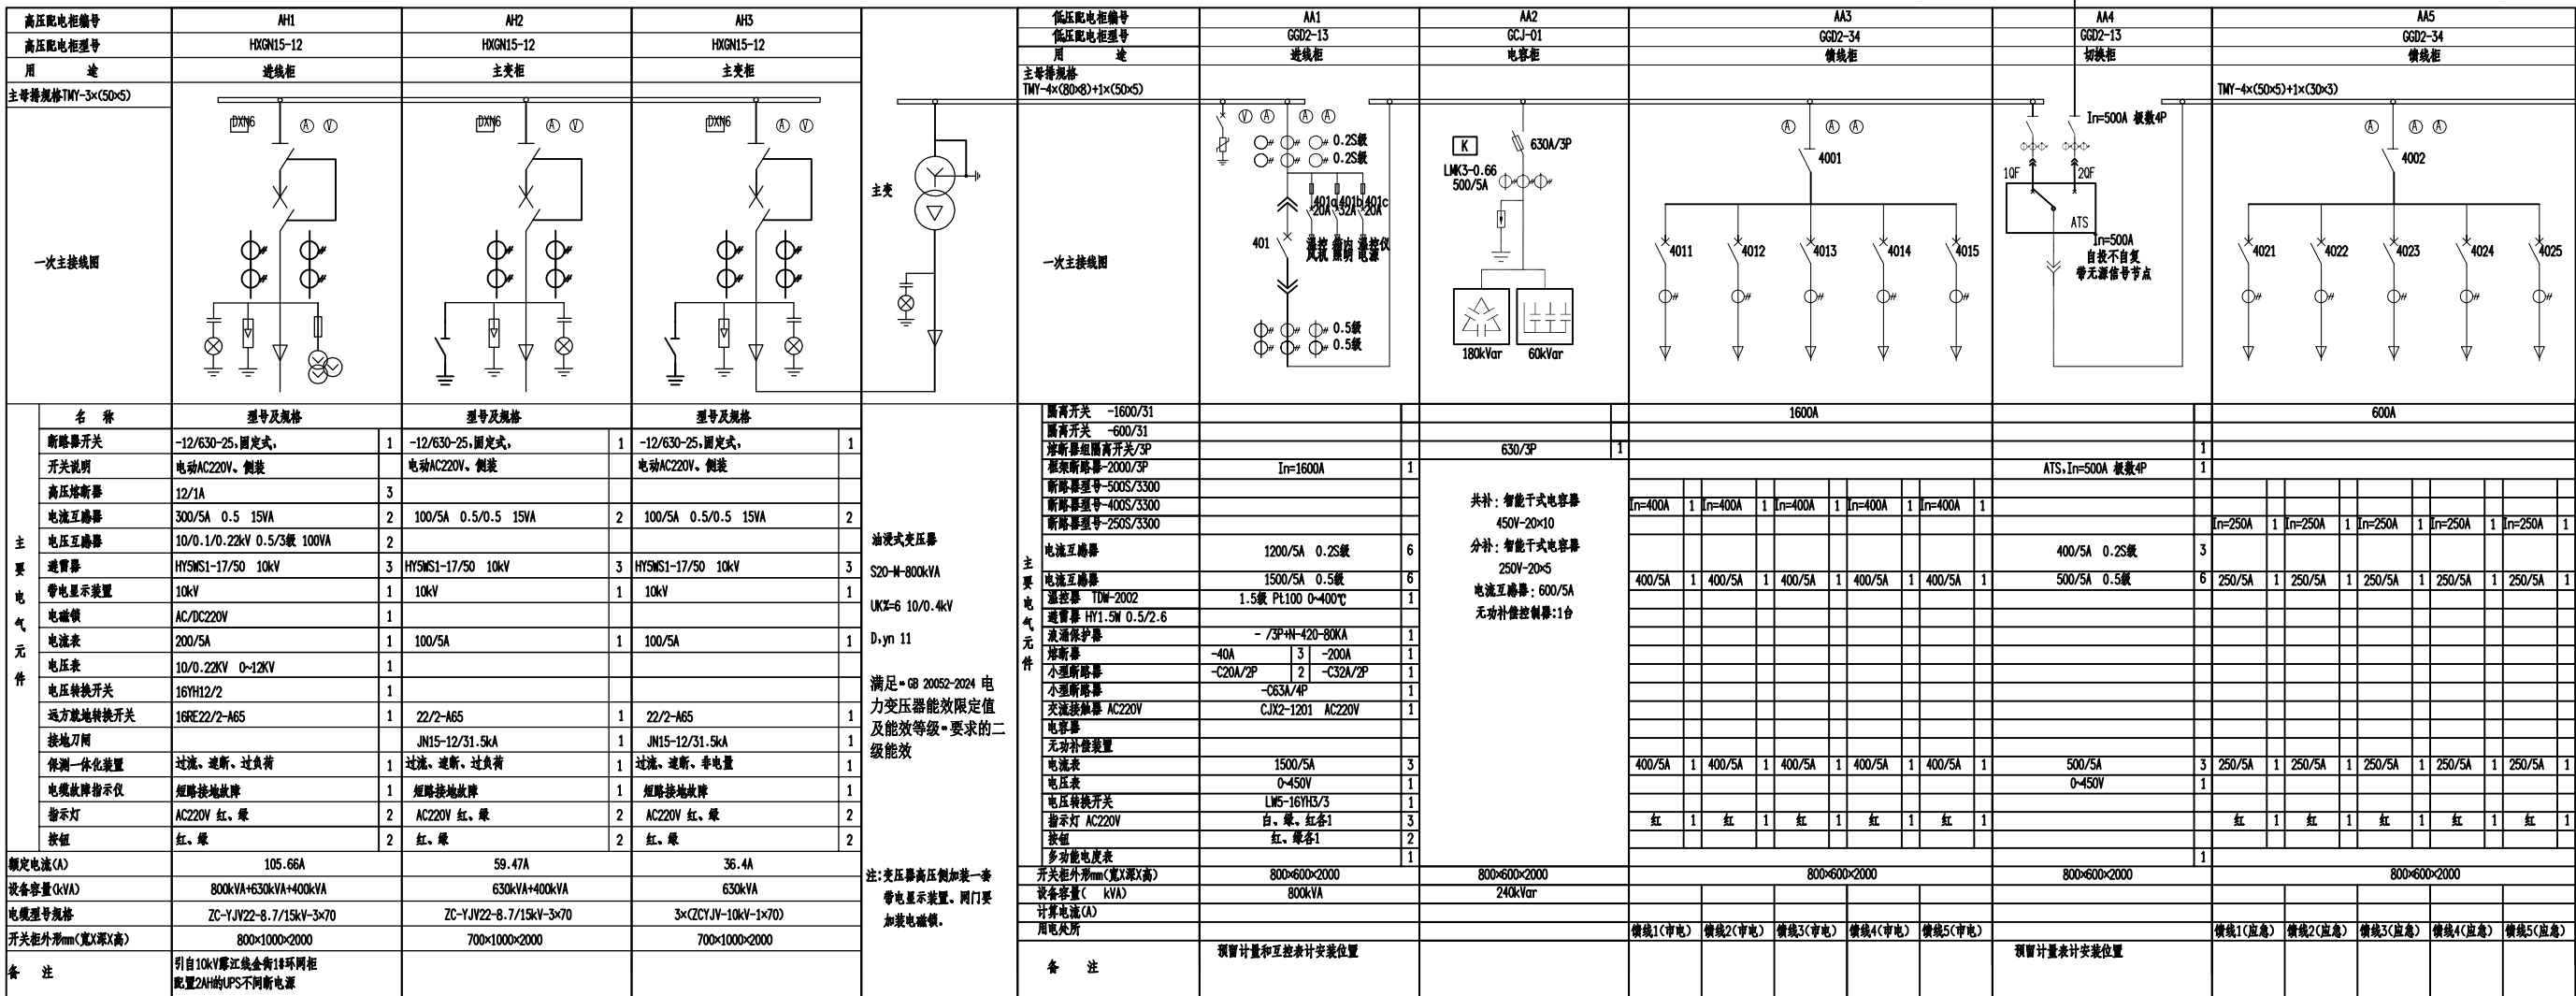 高压配电柜编号 AH1 AH2 AH3
高压配电柜型号 HXGN15-12 HXGN15-12 HXGN15-12
用 途 进线柜 主变柜 主变柜
主母排规格TMY-3×(50×5)
DXN6 A V DXN6 A V DXN6 A V
一次主接线图
名 称 型号及规格 型号及规格 型号及规格
主要电气元件
断路器开关 -12/630-25,固定式, 1 -12/630-25,固定式, 1 -12/630-25,固定式, 1
开关说明 电动AC220V、侧装 电动AC220V、侧装 电动AC220V、侧装
高压熔断器 12/1A 3
电流互感器 300/5A 0.5 15VA 2 100/5A 0.5/0.5 15VA 2 100/5A 0.5/0.5 15VA 2
电压互感器 10/0.1/0.22kV 0.5/3级 100VA 2
避雷器 HY5WS1-17/50 10kV 3 HY5WS1-17/50 10kV 3 HY5WS1-17/50 10kV 3
带电显示装置 10kV 1 10kV 1 10kV 1
电磁锁 AC/DC220V 1
电流表 200/5A 1 100/5A 1 100/5A 1
电压表 10/0.22KV 0~12KV 1
电压转换开关 16YH12/2 1
远方就地转换开关 16RE22/2-A65 1 22/2-A65 1 22/2-A65 1
接地刀闸 JN15-12/31.5kA 1 JN15-12/31.5kA 1
保测一体化装置 过流、速断、过负荷 1 过流、速断、过负荷 1 过流、速断、非电量 1
电缆故障指示仪 短路接地故障 1 短路接地故障 1 短路接地故障 1
指示灯 AC220V 红、绿 2 AC220V 红、绿 2 AC220V 红、绿 2
按钮 红、绿 2 红、绿 2 红、绿 2
额定电流(A) 105.66A 59.47A 36.4A
设备容量(kVA) 800kVA+630kVA+400kVA 630kVA+400kVA 630kVA
电缆型号规格 ZC-YJV22-8.7/15kV-3×70 ZC-YJV22-8.7/15kV-3×70 3×(ZCYJV-10kV-1×70)
开关柜外形mm(宽X深X高) 800×1000×2000 700×1000×2000 700×1000×2000
备 注 引自10kV露江线金街1#环网柜
配置2AH的UPS不间断电源
主变
油浸式变压器
S20-M-800kVA
UK%=6 10/0.4kV
D,yn 11
满足"GB 20052-2024 电
力变压器能效限定值
及能效等级"要求的二
级能效
注:变压器高压侧加装一套
带电显示装置、网门要
加装电磁锁.
低压配电柜编号 AA1 AA2 AA3 AA4 AA5
低压配电柜型号 GGD2-13 GCJ-01 GGD2-34 GGD2-13 GGD2-34
用 途 进线柜 电容柜 馈线柜 切换柜 馈线柜
主母排规格
TMY-4×(80×8)+1×(50×5) TMY-4×(50×5)+1×(30×3)
一次主接线图
V A A A
0.2S级
0.2S级
401a 401b 401c
20A 32A 20A
401
温控 箱内 温控仪
风机 照明 电源
0.5级
0.5级
K
630A/3P
LMK3-0.66
500/5A
180kVar 60kVar
A A A
4001
4011 4012 4013 4014 4015
In=500A 极数4P
1QF 2QF
ATS
In=500A
自投不自复
带无源信号节点
A A A
4002
4021 4022 4023 4024 4025
主要电气元件
隔离开关 -1600/31 1600A 600A
隔离开关 -600/31
熔断器组隔离开关/3P 630/3P 1 1
框架断路器-2000/3P In=1600A 1 ATS,In=500A 极数4P 1
断路器型号-500S/3300
断路器型号-400S/3300 In=400A 1 In=400A 1 In=400A 1 In=400A 1 In=400A 1
断路器型号-250S/3300 In=250A 1 In=250A 1 In=250A 1 In=250A 1 In=250A 1
电流互感器 1200/5A 0.2S级 6 400/5A 0.2S级 3
电流互感器 1500/5A 0.5级 6 400/5A 1 400/5A 1 400/5A 1 400/5A 1 400/5A 1 500/5A 0.5级 6 250/5A 1 250/5A 1 250/5A 1 250/5A 1 250/5A 1
温控器 TDW-2002 1.5级 Pt100 0~400℃ 1
避雷器 HY1.5W 0.5/2.6
浪涌保护器 - /3P+N-420-80KA 1
熔断器 -40A 3 -200A 1
小型断路器 -C20A/2P 2 -C32A/2P 1
小型断路器 -C63A/4P 1
交流接触器 AC220V CJX2-1201 AC220V 1
电容器
无功补偿装置
电流表 1500/5A 3 400/5A 1 400/5A 1 400/5A 1 400/5A 1 400/5A 1 500/5A 3 250/5A 1 250/5A 1 250/5A 1 250/5A 1 250/5A 1
电压表 0~450V 1 0~450V 1
电压转换开关 LW5-16YH3/3 1
指示灯 AC220V 白、绿、红各1 3 红 1 红 1 红 1 红 1 红 1 红 1 红 1 红 1 红 1 红 1
按钮 红、绿各1 2
多功能电度表 1 1
共补: 智能干式电容器
450V-20×10
分补: 智能干式电容器
250V-20×5
电流互感器: 600/5A
无功补偿控制器:1台
开关柜外形mm(宽X深X高) 800×600×2000 800×600×2000 800×600×2000 800×600×2000 800×600×2000
设备容量( kVA) 800kVA 240kVar
计算电流(A)
用电处所 馈线1(市电) 馈线2(市电) 馈线3(市电) 馈线4(市电) 馈线5(市电) 馈线1(应急) 馈线2(应急) 馈线3(应急) 馈线4(应急) 馈线5(应急)
备 注 预留计量和互控表计安装位置 预留计量表计安装位置